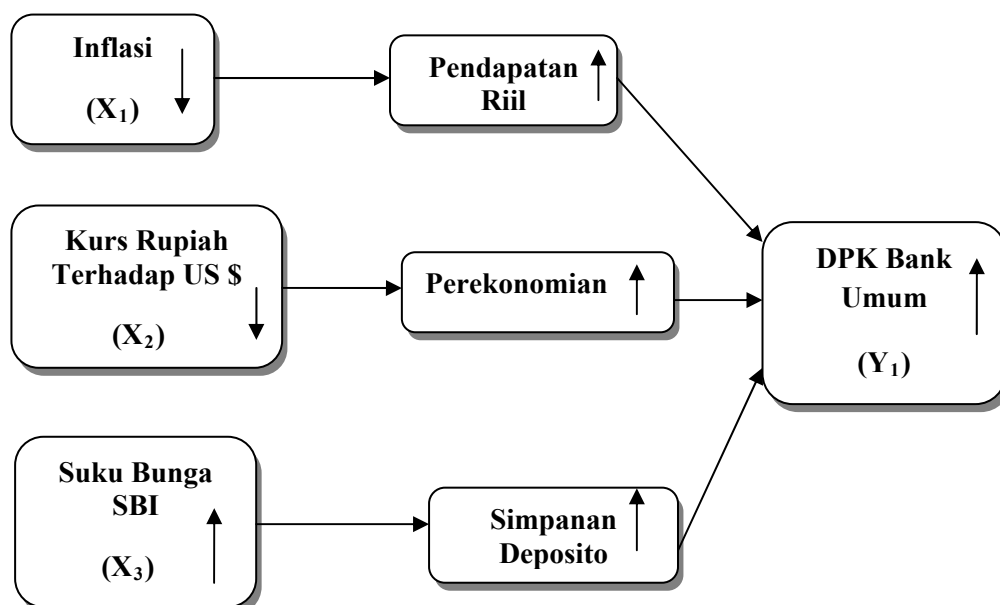 Inflasi
(X₁)
Pendapatan
Riil
Kurs Rupiah
Terhadap US $
(X₂)
Perekonomian
DPK Bank
Umum
(Y₁)
Suku Bunga
SBI
(X₃)
Simpanan
Deposito